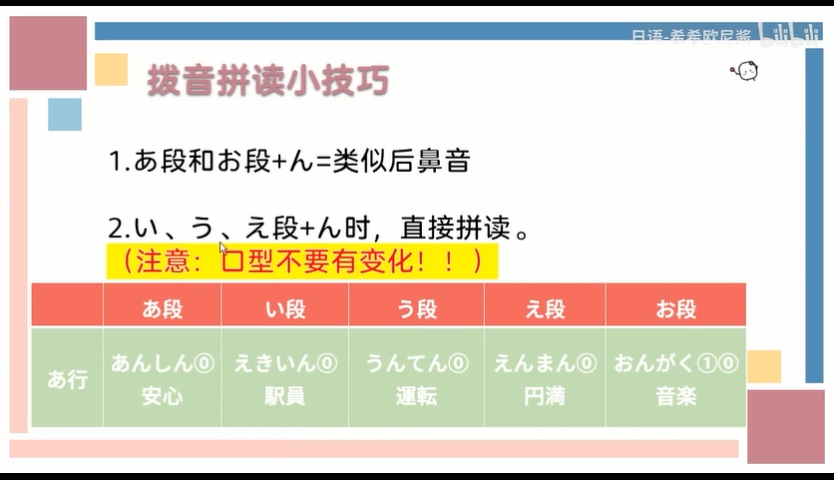 日语-希希欧尼酱 bilibili
拨音拼读小技巧
1.あ段和お段+ん=类似后鼻音
2.い、う、え段+ん时，直接拼读。
（注意：口型不要有变化！！）
あ段 い段 う段 え段 お段
あ行
あんしん⓪ えきいん⓪ うんてん⓪ えんまん⓪ おんがく①⓪
安心 駅員 運転 円満 音楽